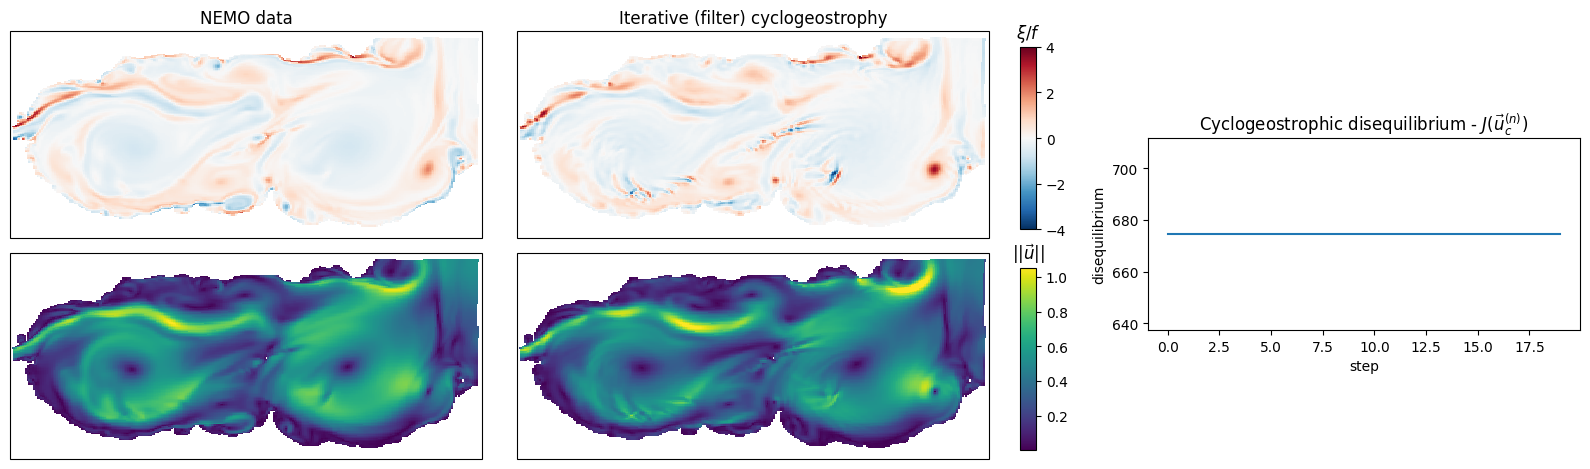 NEMO data
Iterative (filter) cyclogeostrophy
ξ/f
4
2
0
−2
−4
||u⃗||
1.0
0.8
0.6
0.4
0.2
Cyclogeostrophic disequilibrium - J(u⃗_c^(n))
disequilibrium
700
680
660
640
0.0 2.5 5.0 7.5 10.0 12.5 15.0 17.5
step